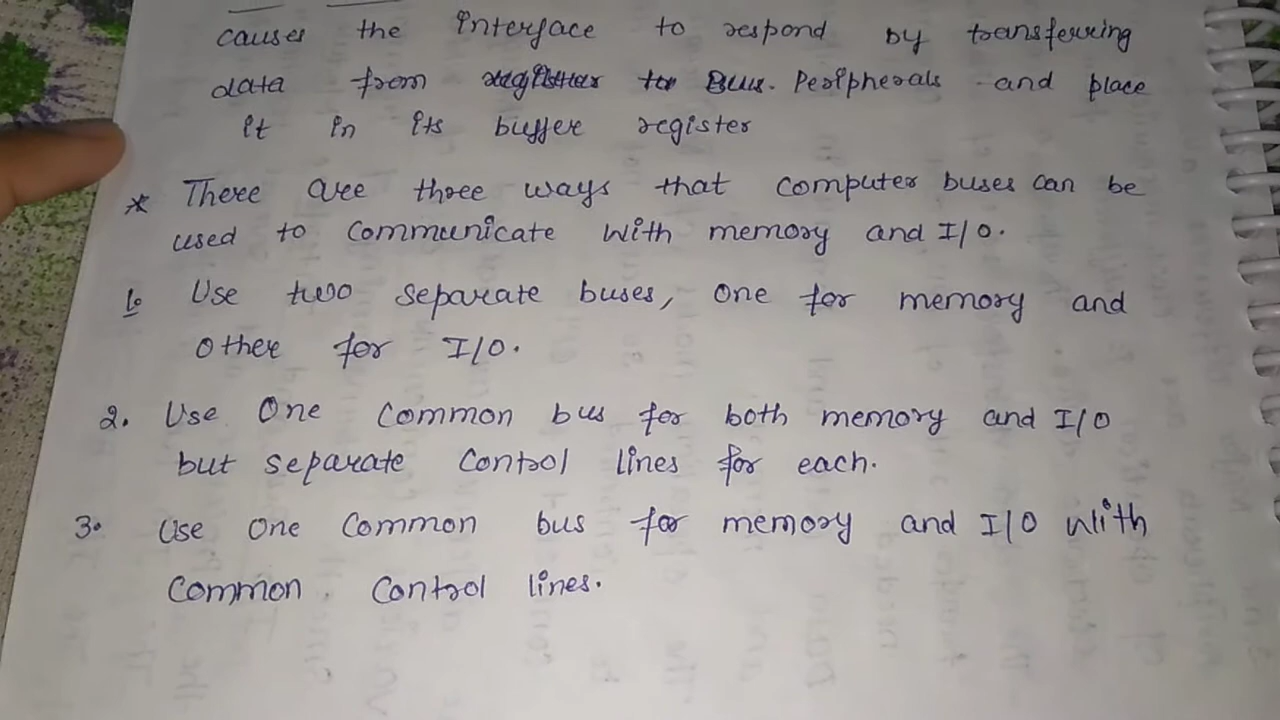 causes the interface to respond by transferring
data from register to Bus. Peripherals and place
it in its buffer register
* There are three ways that computer buses can be
used to communicate with memory and I/O.
1. Use two separate buses, one for memory and
other for I/O.
2. Use one common bus for both memory and I/O
but separate control lines for each.
3. Use one common bus for memory and I/O with
common control lines.